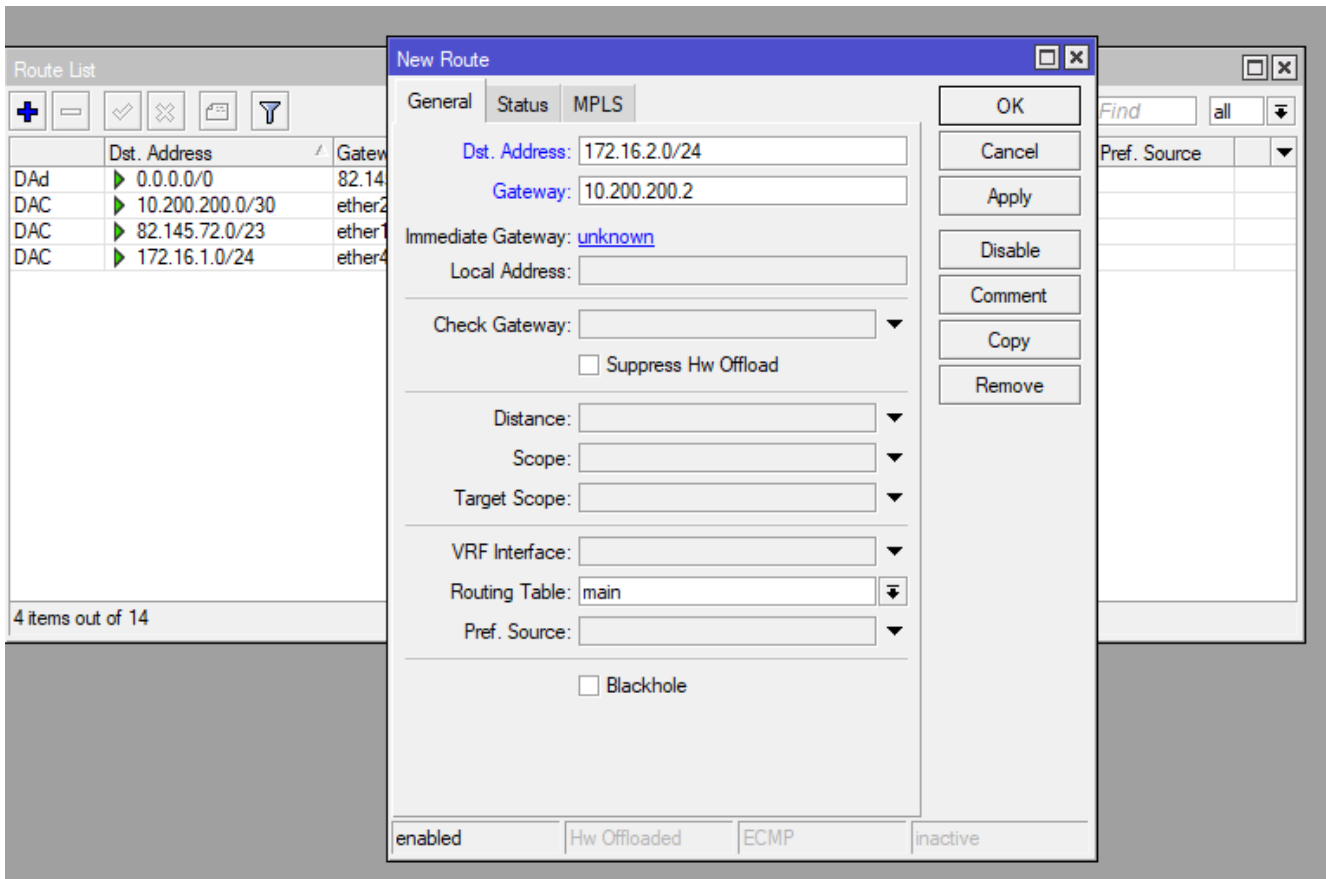 Route List
Find
all
Dst. Address
Gatew
Pref. Source
DAd 0.0.0.0/0 82.14
DAC 10.200.200.0/30 ether2
DAC 82.145.72.0/23 ether1
DAC 172.16.1.0/24 ether4
4 items out of 14
New Route
General Status MPLS
Dst. Address: 172.16.2.0/24
Gateway: 10.200.200.2
Immediate Gateway: unknown
Local Address:
Check Gateway:
Suppress Hw Offload
Distance:
Scope:
Target Scope:
VRF Interface:
Routing Table: main
Pref. Source:
Blackhole
OK
Cancel
Apply
Disable
Comment
Copy
Remove
enabled Hw Offloaded ECMP inactive